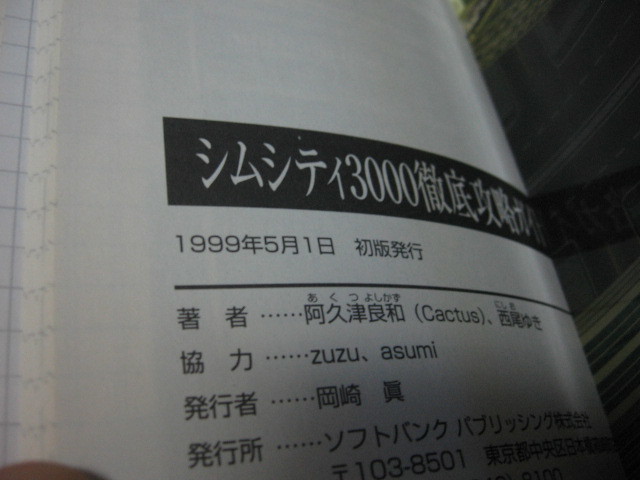 シムシティ3000徹底攻略ガイド
1999年5月1日　初版発行
あくつよしかず　にしお
著　者……阿久津良和（Cactus）、西尾ゆき
協　力……zuzu、asumi
発行者……岡崎　眞
発行所……ソフトバンク パブリッシング株式会社
〒103-8501　東京都中央区日本橋